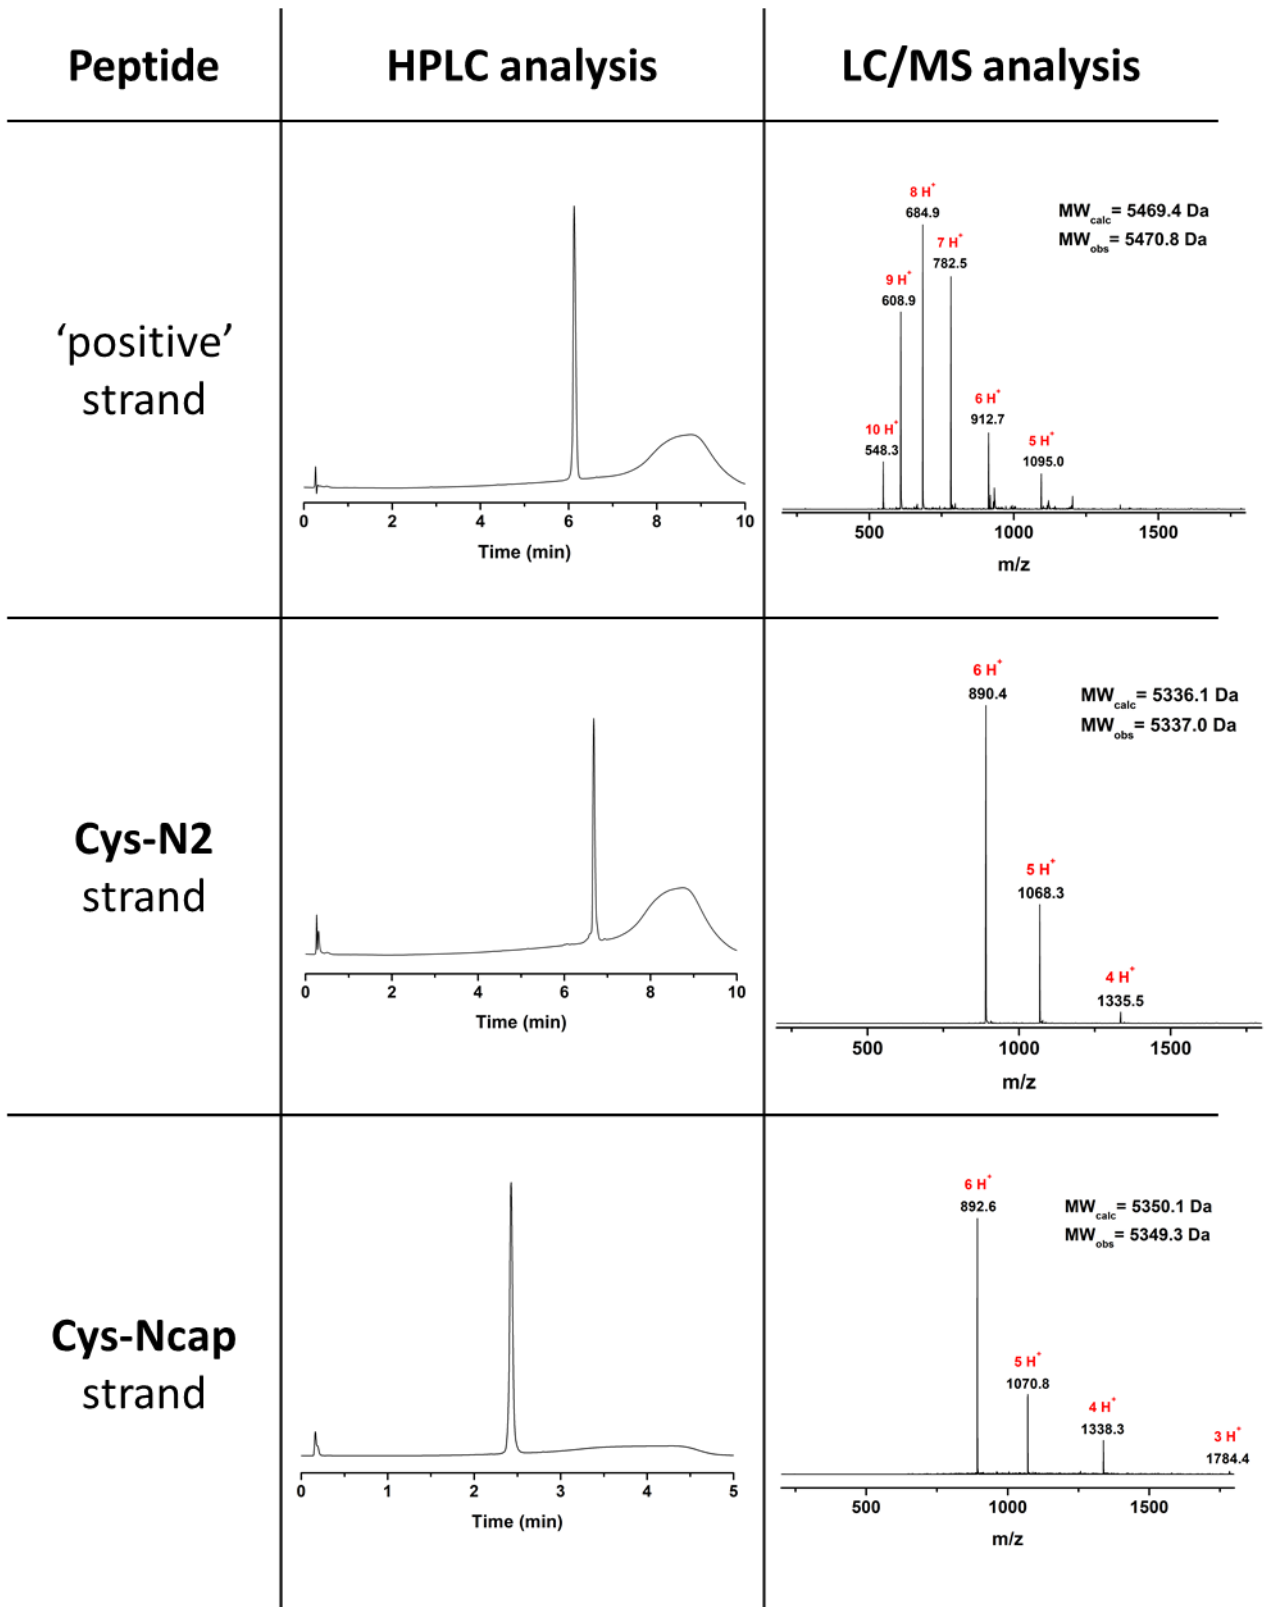 Peptide
HPLC analysis
LC/MS analysis
'positive'
strand
0 2 4 6 8 10
Time (min)
8 H+
684.9
7 H+
782.5
9 H+
608.9
6 H+
912.7
10 H+
548.3
5 H+
1095.0
MWcalc= 5469.4 Da
MWobs= 5470.8 Da
500 1000 1500
m/z
Cys-N2
strand
0 2 4 6 8 10
Time (min)
6 H+
890.4
5 H+
1068.3
4 H+
1335.5
MWcalc= 5336.1 Da
MWobs= 5337.0 Da
500 1000 1500
m/z
Cys-Ncap
strand
0 1 2 3 4 5
Time (min)
6 H+
892.6
5 H+
1070.8
4 H+
1338.3
3 H+
1784.4
MWcalc= 5350.1 Da
MWobs= 5349.3 Da
500 1000 1500
m/z